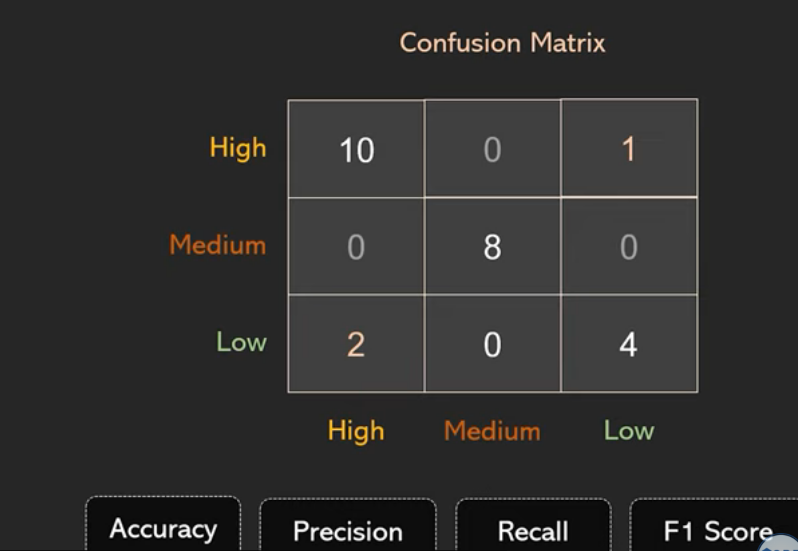 Confusion Matrix
High 10 0 1
Medium 0 8 0
Low 2 0 4
High Medium Low
Accuracy Precision Recall F1 Score